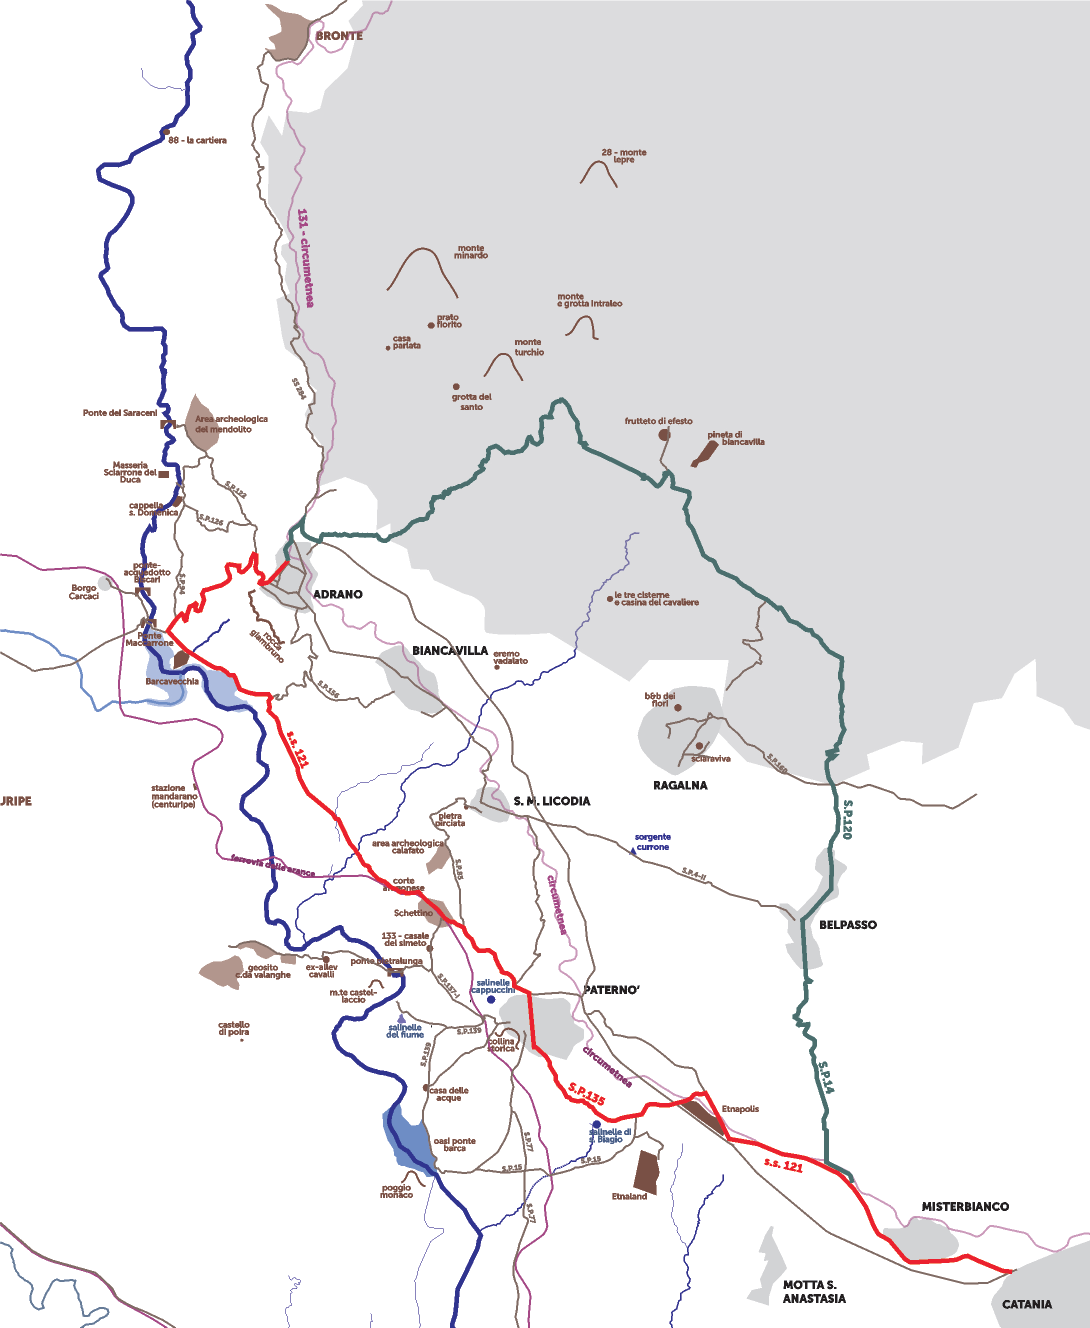 BRONTE
88 - la cartiera
28 - monte
lepre
131 - circumetnea
monte
minardo
monte
e grotta Intraleo
prato
fiorito
casa
parlata
monte
turchio
SS 284
grotta del
santo
Ponte dei Saraceni
Area archeologica
del mendolito
frutteto di efesto
pineta di
biancavilla
Masseria
Sciarrone del
Duca
S.P.122
cappella
s. Domenica
S.P.126
ponte-
acquedotto
Biscari
S.P.94
Borgo
Carcaci
ADRANO
le tre cisterne
e casina del cavaliere
Ponte
Maccarrone
rocca
giambruno
BIANCAVILLA
eremo
vadalato
Barcavecchia
S.P.156
b&b dei
fiori
s.s. 121
sciaraviva
S.P.160
RAGALNA
stazione
mandarano
(centuripe)
URIPE
S. M. LICODIA
S.P.120
pietra
pirciata
sorgente
currone
area archeologica
calafato
ferrovia delle arance
S.P.85
S.P.4-II
corte
aragonese
circumetnea
Schettino
BELPASSO
133 - casale
del simeto
ponte pietralunga
geosito
c.da valanghe
ex-allev
cavalli
S.P.137-I
salinelle
cappuccini
m.te castel-
laccio
PATERNO'
castello
di poira
salinelle
del fiume
S.P.139
collina
storica
S.P.139
circumetnea
S.P.14
casa delle
acque
S.P.135
Etnapolis
salinelle di
s. Biagio
oasi ponte
barca
S.P.77
S.P.15
S.P.15
s.s. 121
poggio
monaco
Etnaland
S.P.77
MISTERBIANCO
MOTTA S.
ANASTASIA
CATANIA